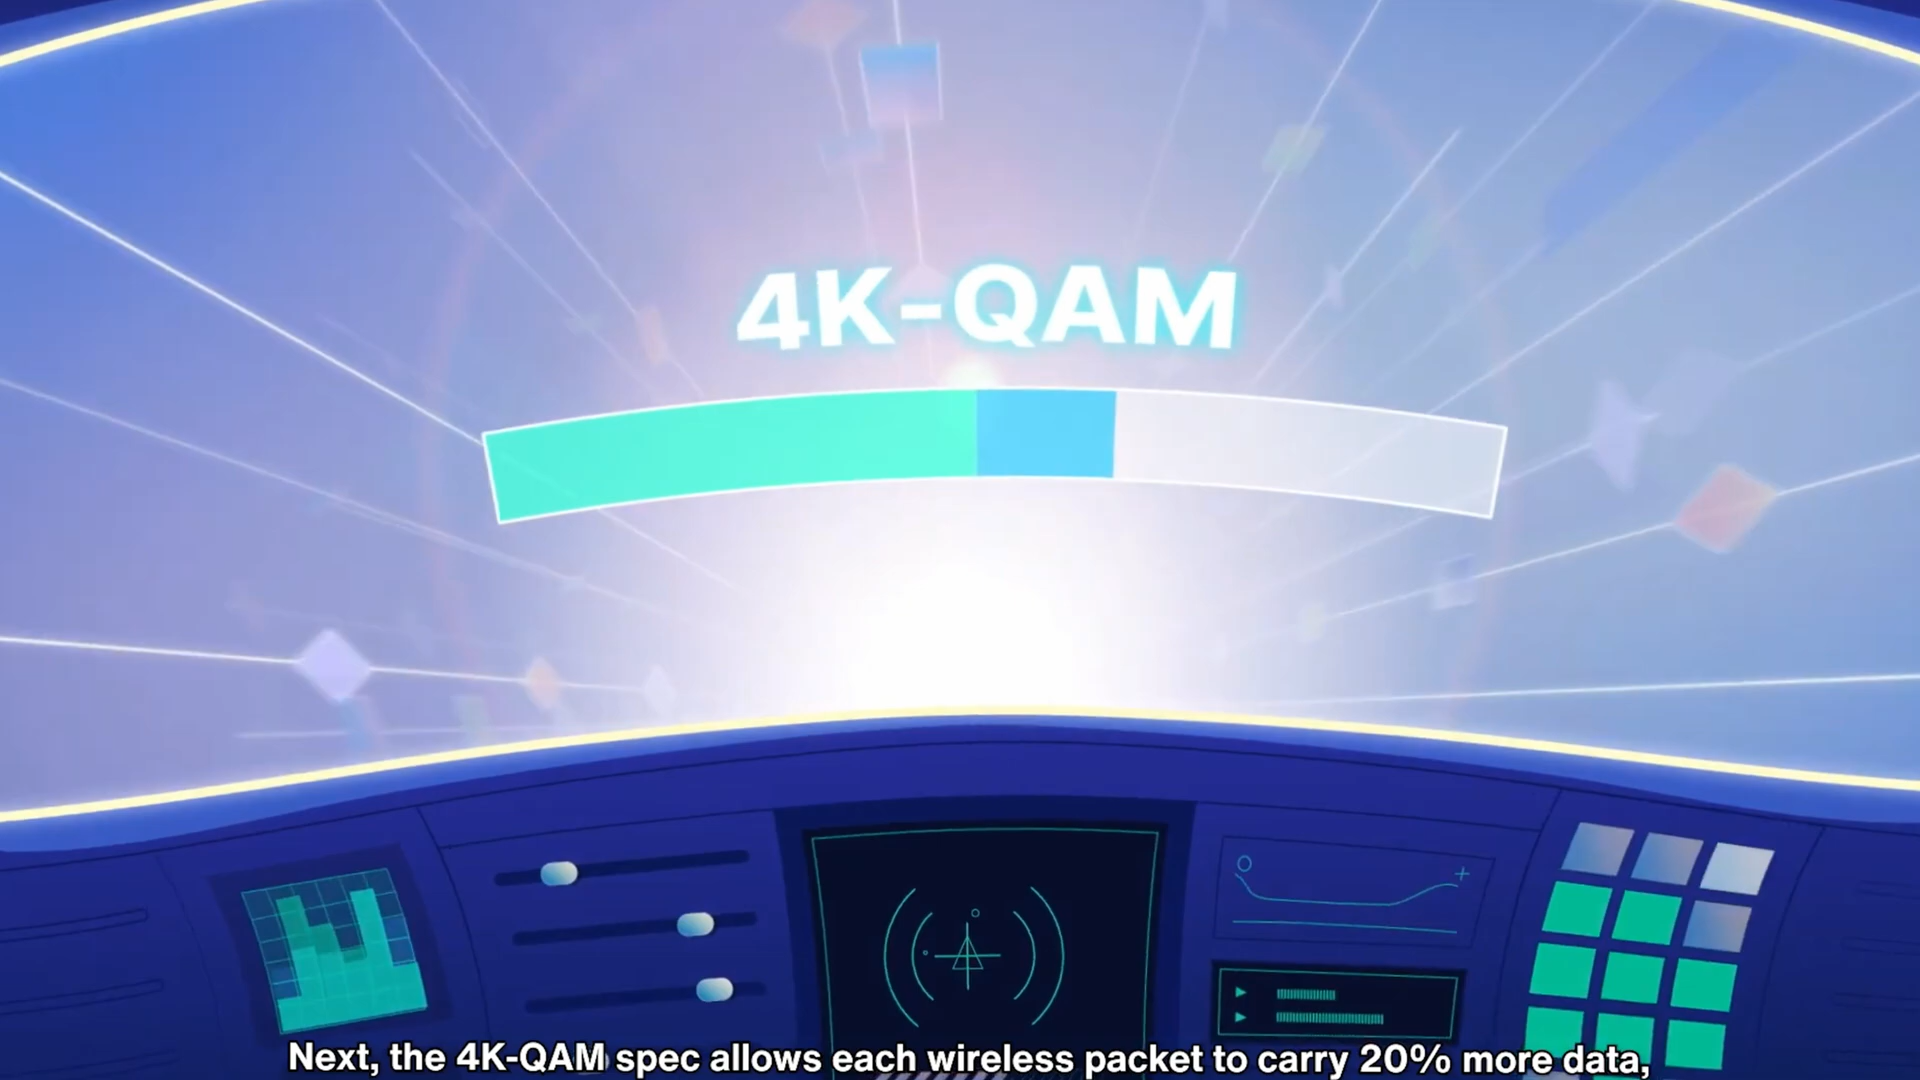 4K-QAM
Next, the 4K-QAM spec allows each wireless packet to carry 20% more data,